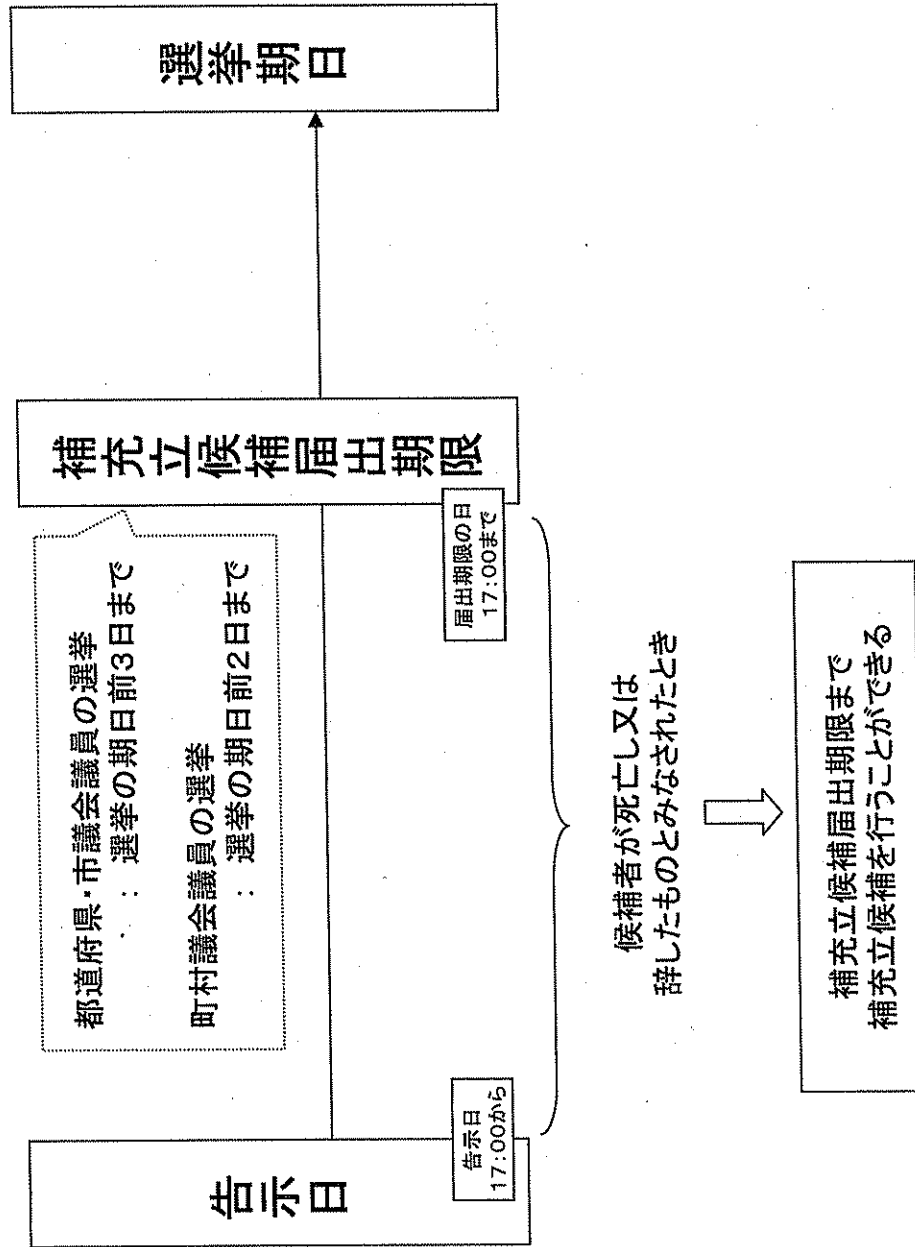 告示日
告示日
17:00から
都道府県・市議会議員の選挙
： 選挙の期日前3日まで
町村議会議員の選挙
： 選挙の期日前2日まで
補充立候補届出期限
届出期限の日
17:00まで
選挙期日
候補者が死亡し又は
辞したものとみなされたとき
補充立候補届出期限まで
補充立候補を行うことができる